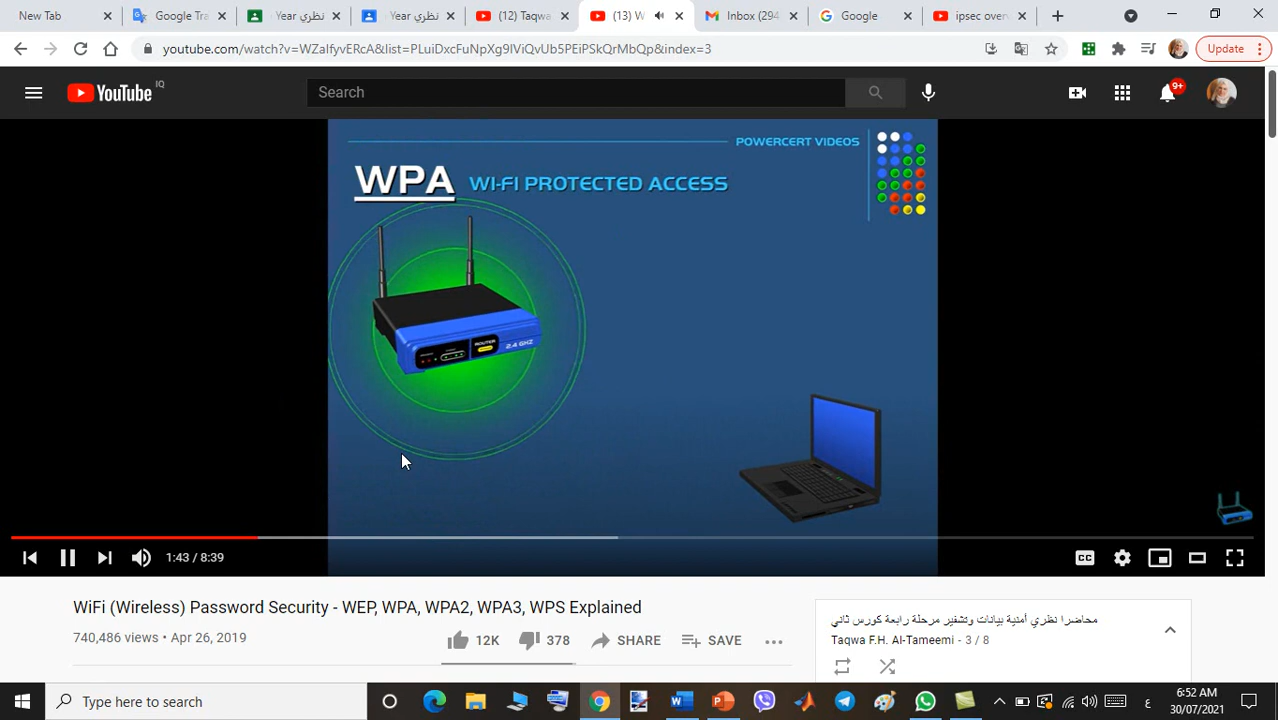 New Tab
Google Tra
نظري Year
نظري Year
(12) Taqwa
(13) W
Inbox (294
Google
ipsec over
youtube.com/watch?v=WZaIfyvERcA&list=PLuiDxcFuNpXg9IViQvUb5PEiPSkQrMbQp&index=3
Update
YouTube IQ
Search
9+
POWERCERT VIDEOS
WPA WI-FI PROTECTED ACCESS
ROUTER
2.4 GHZ
1:43 / 8:39
CC
WiFi (Wireless) Password Security - WEP, WPA, WPA2, WPA3, WPS Explained
740,486 views • Apr 26, 2019
12K
378
SHARE
SAVE
محاضرا نظري أمنية بيانات وتشفير مرحلة رابعة كورس ثاني
Taqwa F.H. Al-Tameemi - 3 / 8
Type here to search
ع
6:52 AM
30/07/2021